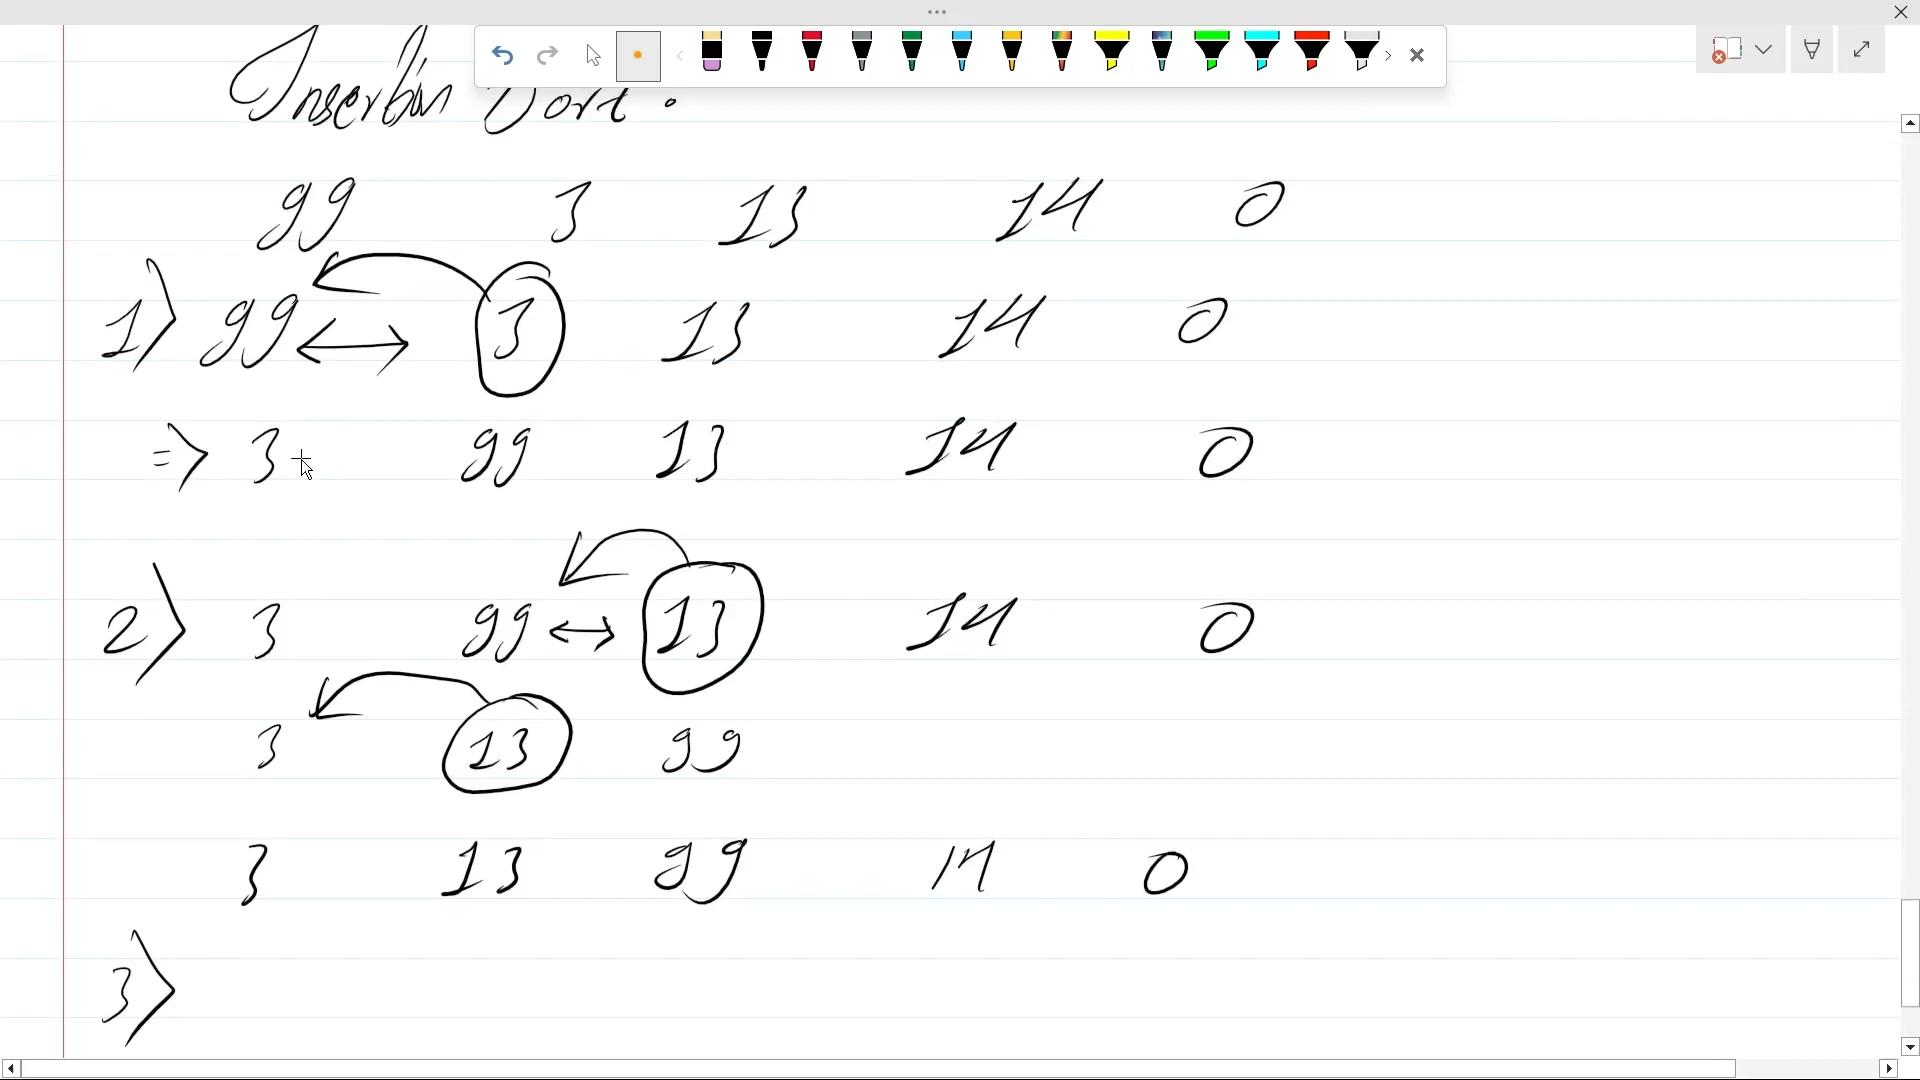 Insertion Sort :
99 3 13 14 0
1) 99 3 13 14 0
=> 3 99 13 14 0
2) 3 99 13 14 0
3 13 99
3 13 99 14 0
3)